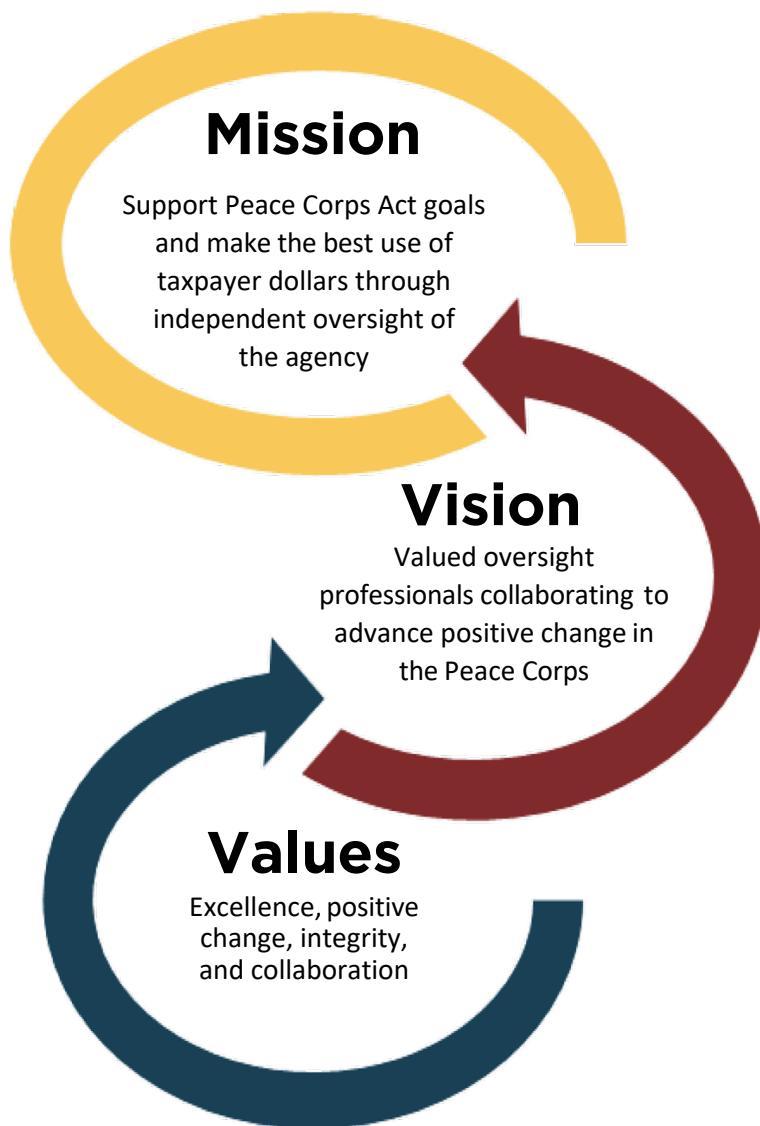 Mission
Support Peace Corps Act goals
and make the best use of
taxpayer dollars through
independent oversight of
the agency
Vision
Valued oversight
professionals collaborating to
advance positive change in
the Peace Corps
Values
Excellence, positive
change, integrity,
and collaboration